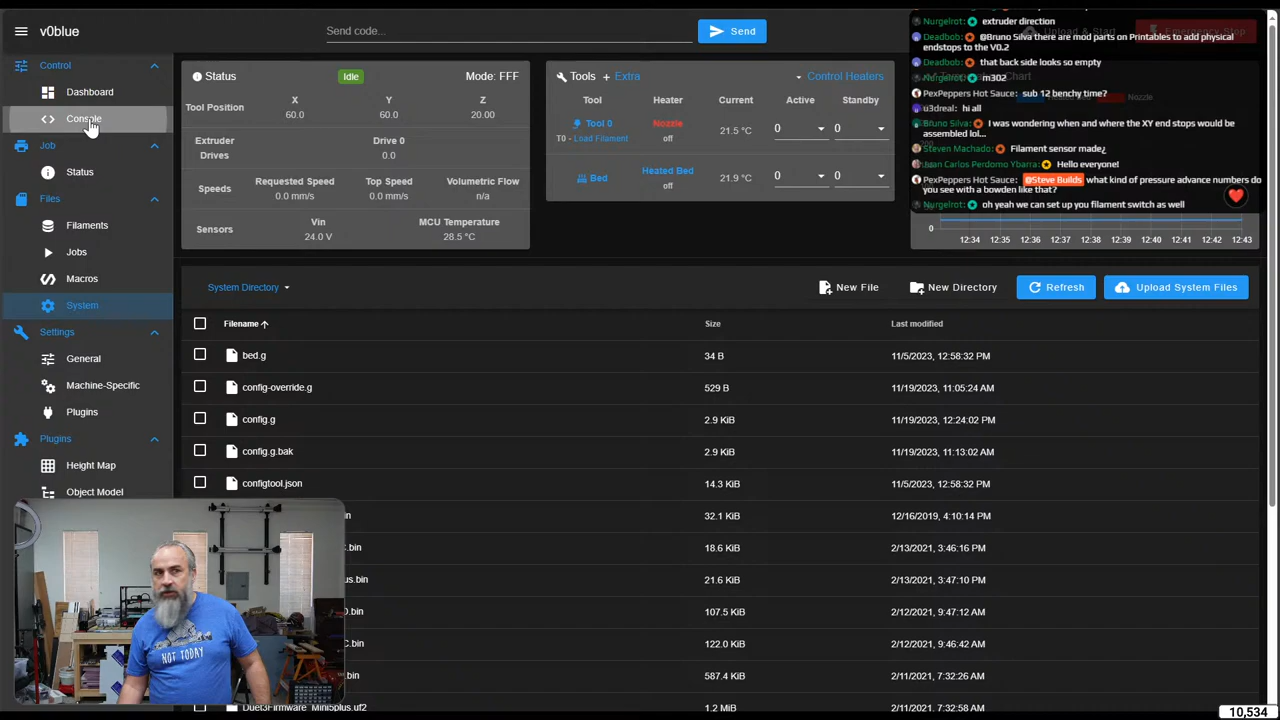 v0blue
Send code...
Send
Control
Dashboard
Console
Job
Status
Files
Filaments
Jobs
Macros
System
Settings
General
Machine-Specific
Plugins
Plugins
Height Map
Object Model
Status
Idle
Mode: FFF
Tool Position
X
60.0
Y
60.0
Z
20.00
Extruder Drives
Drive 0
0.0
Speeds
Requested Speed
0.0 mm/s
Top Speed
0.0 mm/s
Volumetric Flow
n/a
Sensors
Vin
24.0 V
MCU Temperature
28.5 °C
Tools + Extra
Control Heaters
Tool
Heater
Current
Active
Standby
Tool 0
T0 - Load Filament
Nozzle
off
21.5 °C
0
0
Bed
Heated Bed
off
21.9 °C
0
0
Nurgelrot: extruder direction
Deadbob: @Bruno Silva there are mod parts on Printables to add physical
endstops to the V0.2
Deadbob: that back side looks so empty
Nurgelrot: m302
PexPeppers Hot Sauce: sub 12 benchy time?
u3dreal: hi all
Bruno Silva: I was wondering when and where the XY end stops would be
assembled lol...
Steven Machado: Filament sensor made¿
Juan Carlos Perdomo Ybarra: Hello everyone!
PexPeppers Hot Sauce: @Steve Builds what kind of pressure advance numbers do
you see with a bowden like that?
Nurgelrot: oh yeah we can set up you filament switch as well
Upload & Start
Emergency Stop
Chart
Nozzle
0
12:34 12:35 12:36 12:37 12:38 12:39 12:40 12:41 12:42 12:43
System Directory
New File
New Directory
Refresh
Upload System Files
Filename
Size
Last modified
bed.g 34 B 11/5/2023, 12:58:32 PM
config-override.g 529 B 11/19/2023, 11:05:24 AM
config.g 2.9 KiB 11/19/2023, 12:24:02 PM
config.g.bak 2.9 KiB 11/19/2023, 11:13:02 AM
configtool.json 14.3 KiB 11/5/2023, 12:58:32 PM
in 32.1 KiB 12/16/2019, 4:10:14 PM
C.bin 18.6 KiB 2/13/2021, 3:46:16 PM
us.bin 21.6 KiB 2/13/2021, 3:47:10 PM
0.bin 107.5 KiB 2/12/2021, 9:47:12 AM
C.bin 122.0 KiB 2/12/2021, 9:46:42 AM
bin 587.4 KiB 2/11/2021, 7:32:26 AM
Duet3Firmware_Mini5plus.uf2 1.2 MiB 2/11/2021, 7:32:28 AM
NOT TODAY
10,534